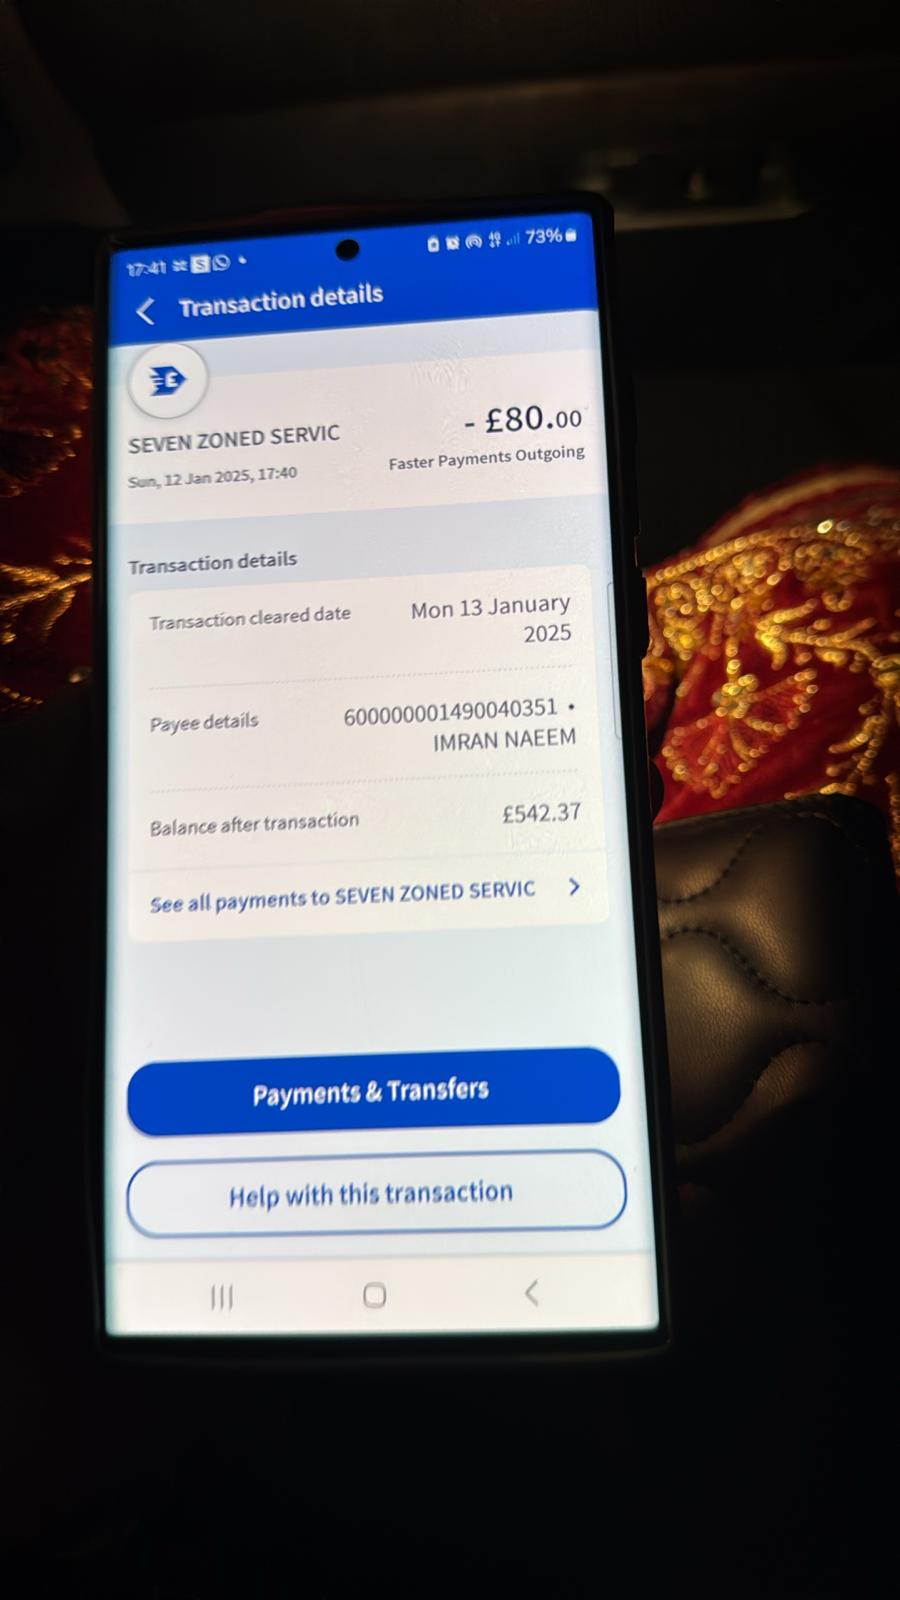 17:41 S 73%
Transaction details
£
SEVEN ZONED SERVIC
- £80.00
Sun, 12 Jan 2025, 17:40
Faster Payments Outgoing
Transaction details
Transaction cleared date
Mon 13 January
2025
Payee details
600000001490040351 •
IMRAN NAEEM
Balance after transaction
£542.37
See all payments to SEVEN ZONED SERVIC
Payments & Transfers
Help with this transaction